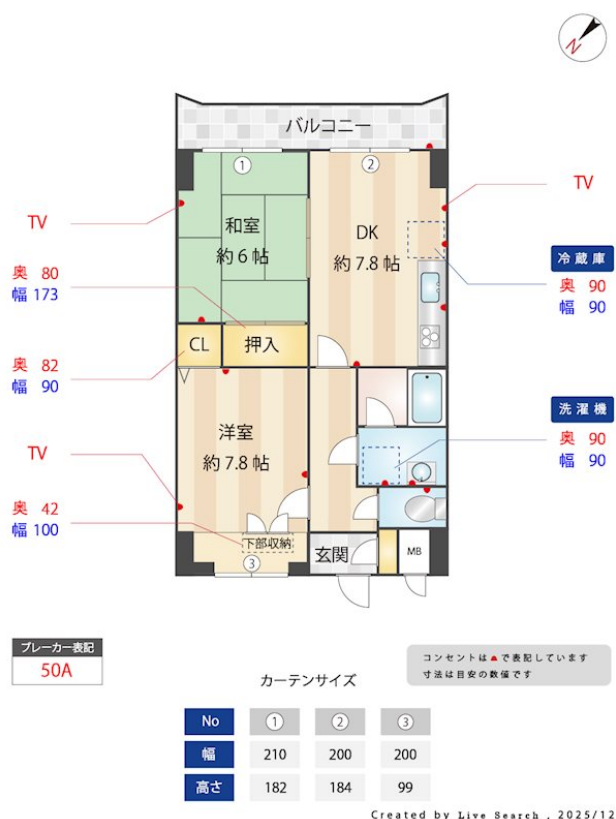 N
バルコニー
①
②
TV
TV
和室
約6帖
DK
約7.8帖
冷蔵庫
奥 90
幅 90
奥 80
幅 173
CL
押入
奥 82
幅 90
洋室
約7.8帖
洗濯機
奥 90
幅 90
TV
奥 42
幅 100
下部収納
③
玄関
MB
ブレーカー表記
50A
コンセントは▲で表記しています
寸法は目安の数値です
カーテンサイズ
No ① ② ③
幅 210 200 200
高さ 182 184 99
Created by Live Search . 2025/12